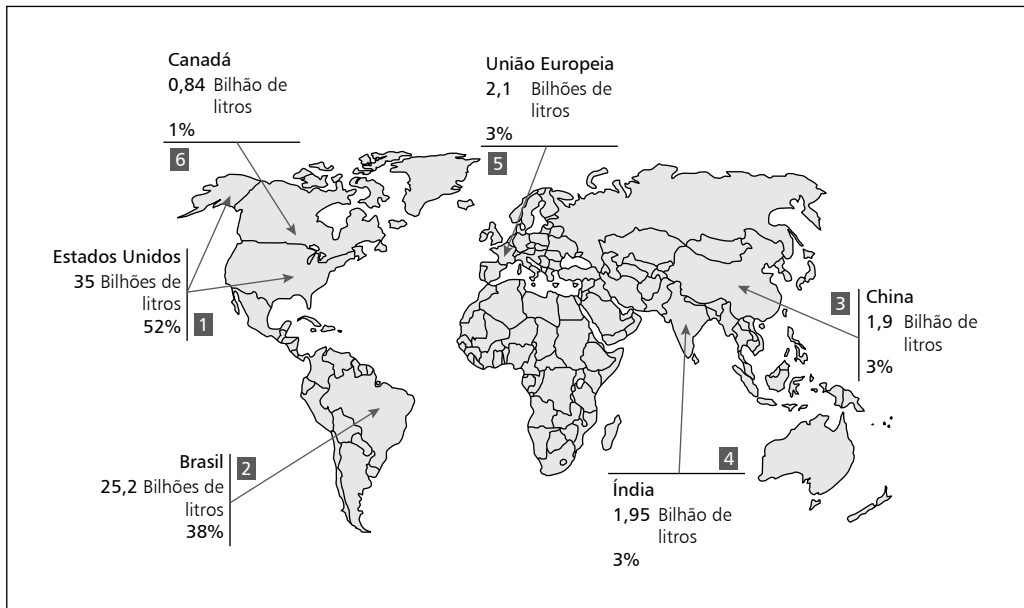 Canadá
0,84 Bilhão de
litros
1%
6
União Europeia
2,1 Bilhões de
litros
3%
5
Estados Unidos
35 Bilhões de
litros
52%
1
3
China
1,9 Bilhão de
litros
3%
Brasil
2
25,2 Bilhões de
litros
38%
4
Índia
1,95 Bilhão de
litros
3%